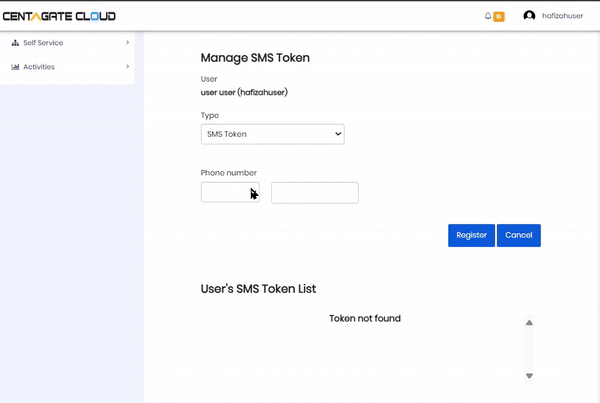 CENTAGATE CLOUD
10
hafizahuser
Self Service
Activities
Manage SMS Token
User
user user (hafizahuser)
Type
SMS Token
Phone number
Register
Cancel
User's SMS Token List
Token not found